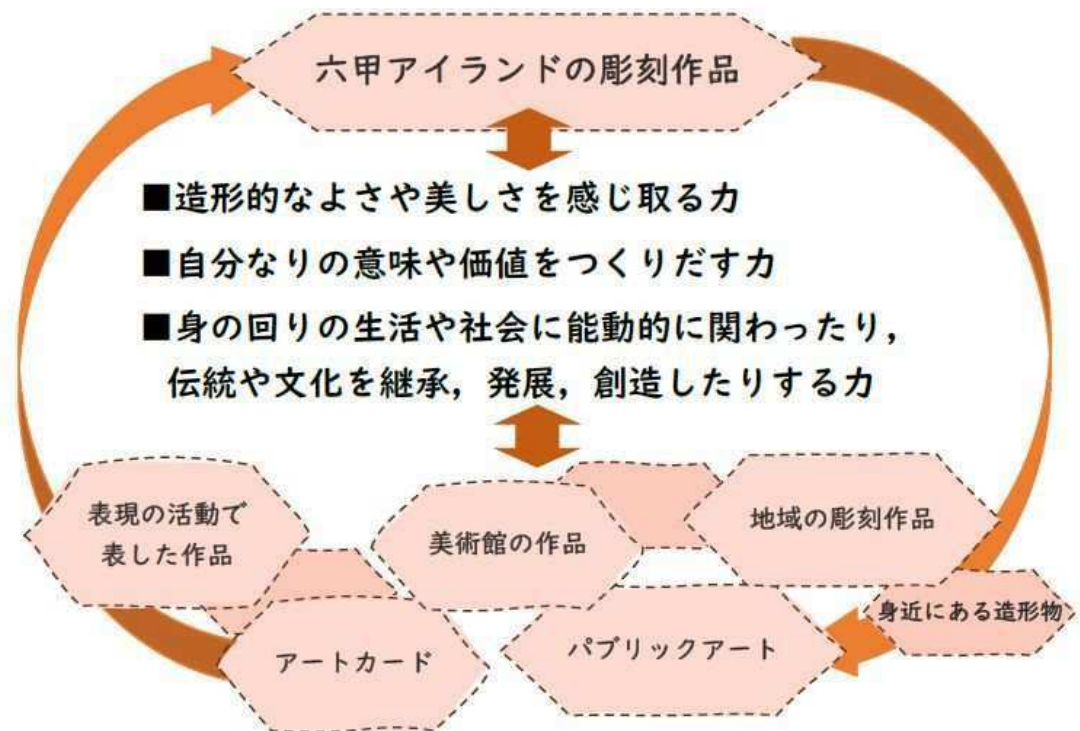 六甲アイランドの彫刻作品
■造形的なよさや美しさを感じ取る力
■自分なりの意味や価値をつくりだす力
■身の回りの生活や社会に能動的に関わったり，
伝統や文化を継承，発展，創造したりする力
表現の活動で
表した作品
美術館の作品
地域の彫刻作品
身近にある造形物
アートカード
パブリックアート